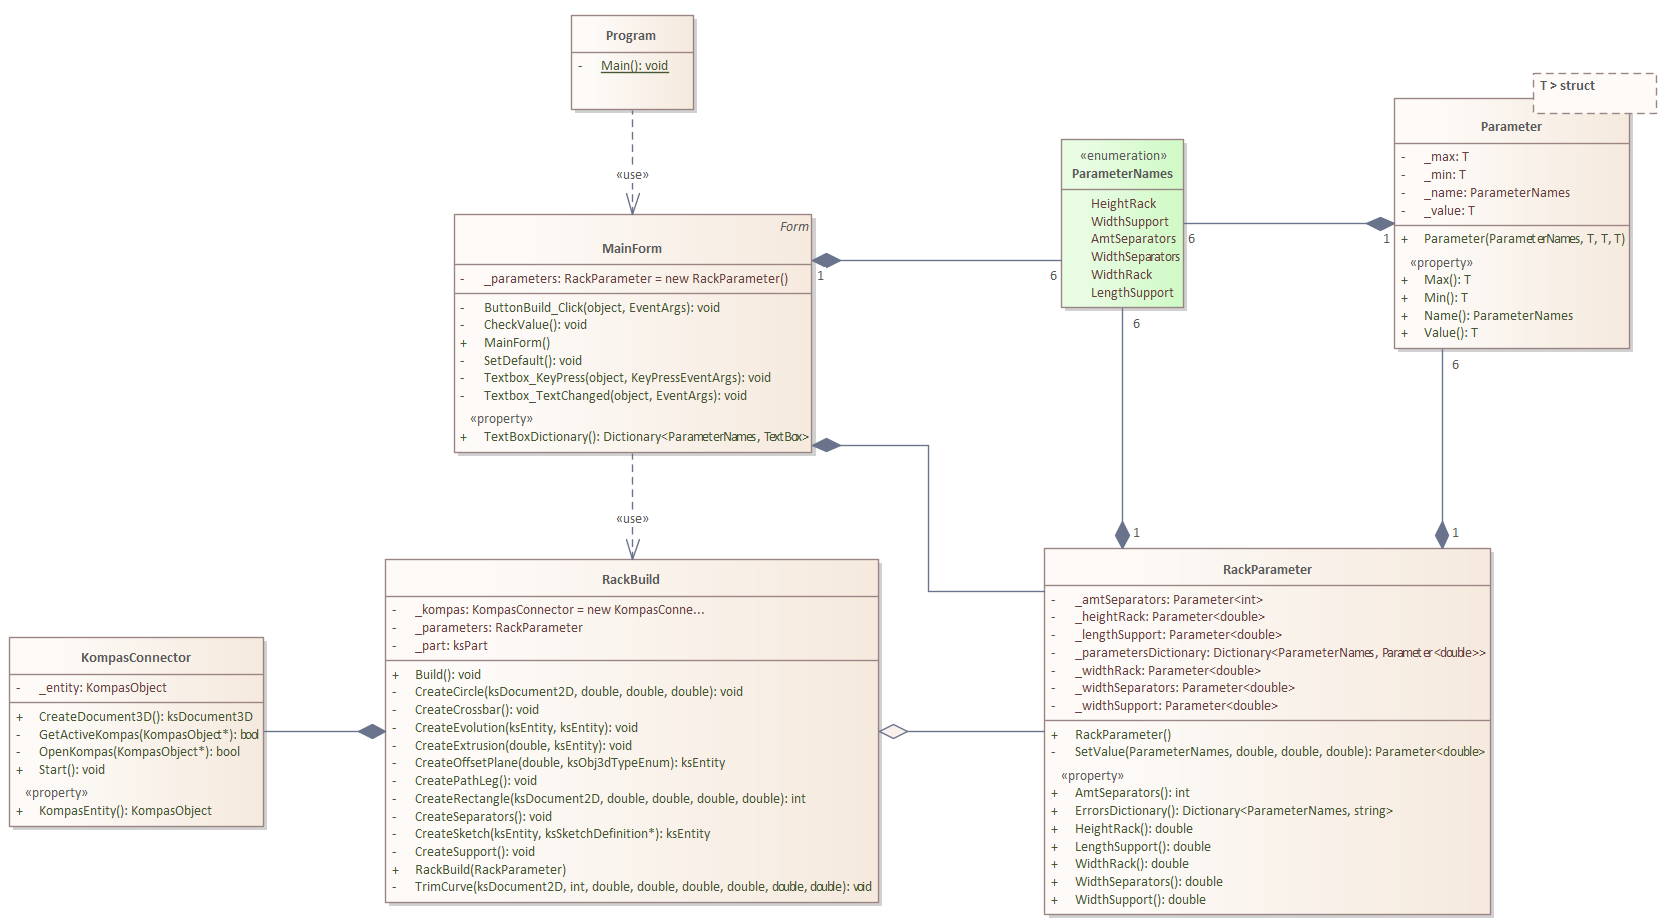 Program
- Main(): void
«use»
Form
MainForm
- _parameters: RackParameter = new RackParameter()
- ButtonBuild_Click(object, EventArgs): void
- CheckValue(): void
+ MainForm()
- SetDefault(): void
- Textbox_KeyPress(object, KeyPressEventArgs): void
- Textbox_TextChanged(object, EventArgs): void
«property»
+ TextBoxDictionary(): Dictionary<ParameterNames, TextBox>
1
6
«enumeration»
ParameterNames
HeightRack
WidthSupport
AmtSeparators
WidthSeparators
WidthRack
LengthSupport
6
1
6
1
T > struct
Parameter
- _max: T
- _min: T
- _name: ParameterNames
- _value: T
+ Parameter(ParameterNames, T, T, T)
«property»
+ Max(): T
+ Min(): T
+ Name(): ParameterNames
+ Value(): T
6
1
«use»
KompasConnector
- _entity: KompasObject
+ CreateDocument3D(): ksDocument3D
- GetActiveKompas(KompasObject*): bool
- OpenKompas(KompasObject*): bool
+ Start(): void
«property»
+ KompasEntity(): KompasObject
RackBuild
- _kompas: KompasConnector = new KompasConne...
- _parameters: RackParameter
- _part: ksPart
+ Build(): void
- CreateCircle(ksDocument2D, double, double, double): void
- CreateCrossbar(): void
- CreateEvolution(ksEntity, ksEntity): void
- CreateExtrusion(double, ksEntity): void
- CreateOffsetPlane(double, ksObj3dTypeEnum): ksEntity
- CreatePathLeg(): void
- CreateRectangle(ksDocument2D, double, double, double, double): int
- CreateSeparators(): void
- CreateSketch(ksEntity, ksSketchDefinition*): ksEntity
- CreateSupport(): void
+ RackBuild(RackParameter)
- TrimCurve(ksDocument2D, int, double, double, double, double, double, double): void
RackParameter
- _amtSeparators: Parameter<int>
- _heightRack: Parameter<double>
- _lengthSupport: Parameter<double>
- _parametersDictionary: Dictionary<ParameterNames, Parameter<double>>
- _widthRack: Parameter<double>
- _widthSeparators: Parameter<double>
- _widthSupport: Parameter<double>
+ RackParameter()
- SetValue(ParameterNames, double, double, double): Parameter<double>
«property»
+ AmtSeparators(): int
+ ErrorsDictionary(): Dictionary<ParameterNames, string>
+ HeightRack(): double
+ LengthSupport(): double
+ WidthRack(): double
+ WidthSeparators(): double
+ WidthSupport(): double